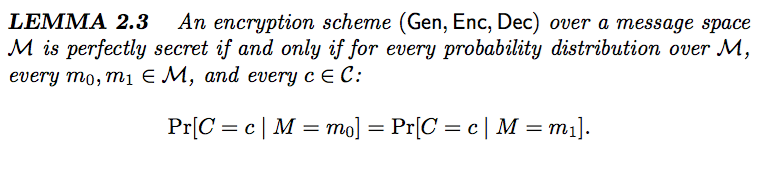 LEMMA 2.3 An encryption scheme (Gen, Enc, Dec) over a message space
ℳ is perfectly secret if and only if for every probability distribution over ℳ,
every m₀, m₁ ∈ ℳ, and every c ∈ 𝒞:
Pr[C = c | M = m₀] = Pr[C = c | M = m₁].